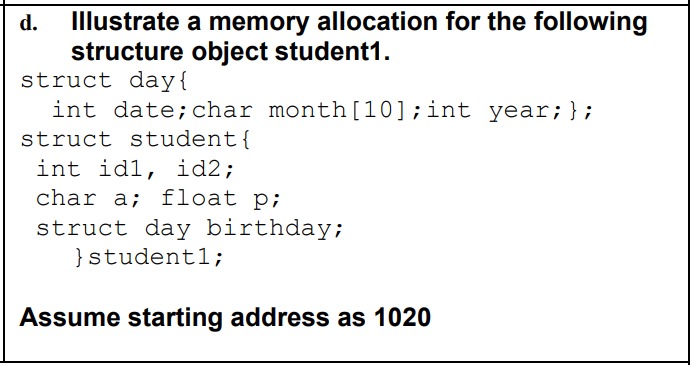 d. Illustrate a memory allocation for the following
structure object student1.
struct day{
int date;char month[10];int year;};
struct student{
int id1, id2;
char a; float p;
struct day birthday;
}student1;
Assume starting address as 1020